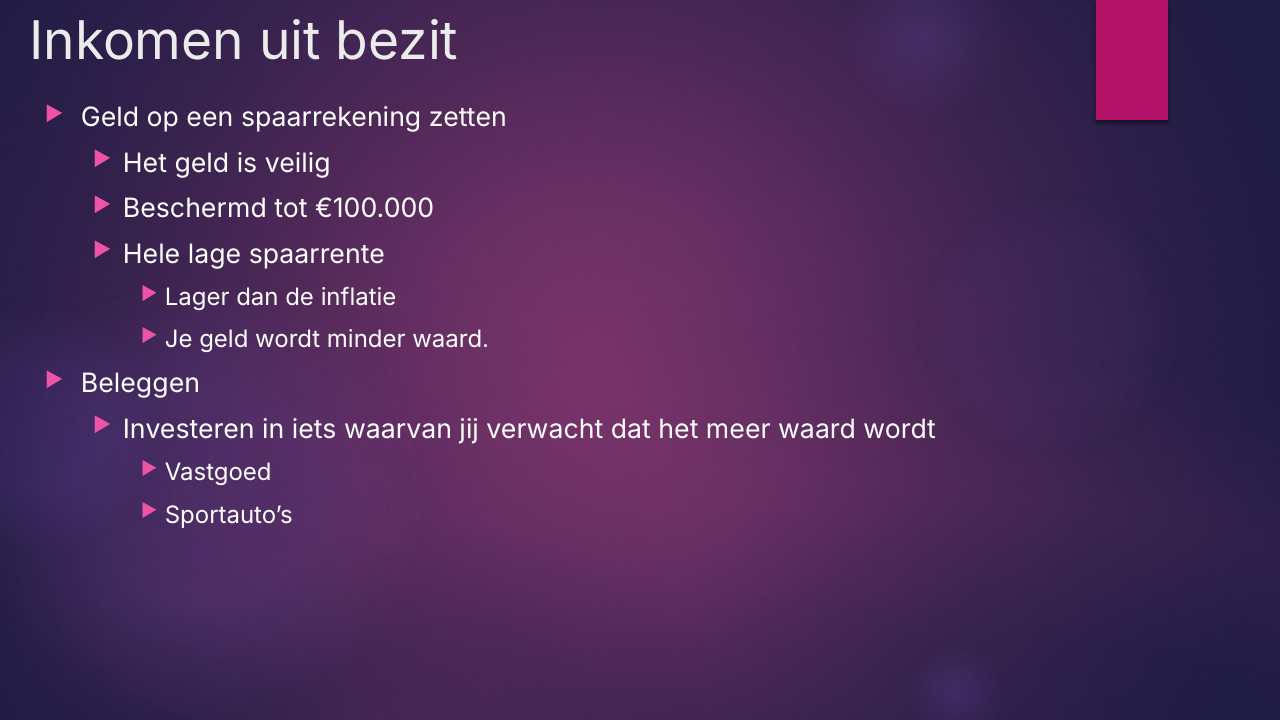 Inkomen uit bezit
Geld op een spaarrekening zetten
Het geld is veilig
Beschermd tot €100.000
Hele lage spaarrente
Lager dan de inflatie
Je geld wordt minder waard.
Beleggen
Investeren in iets waarvan jij verwacht dat het meer waard wordt
Vastgoed
Sportauto’s